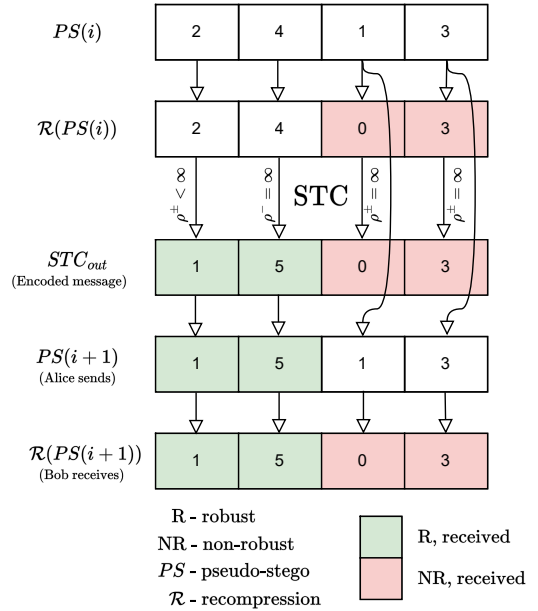 PS(i) 2 4 1 3
R(PS(i)) 2 4 0 3
ρ± < ∞ ρ− = ∞ STC ρ± = ∞ ρ± = ∞
STC_out 1 5 0 3
(Encoded message)
PS(i+1) 1 5 1 3
(Alice sends)
R(PS(i+1)) 1 5 0 3
(Bob receives)
R - robust
NR - non-robust
PS - pseudo-stego
R - recompression
R, received
NR, received